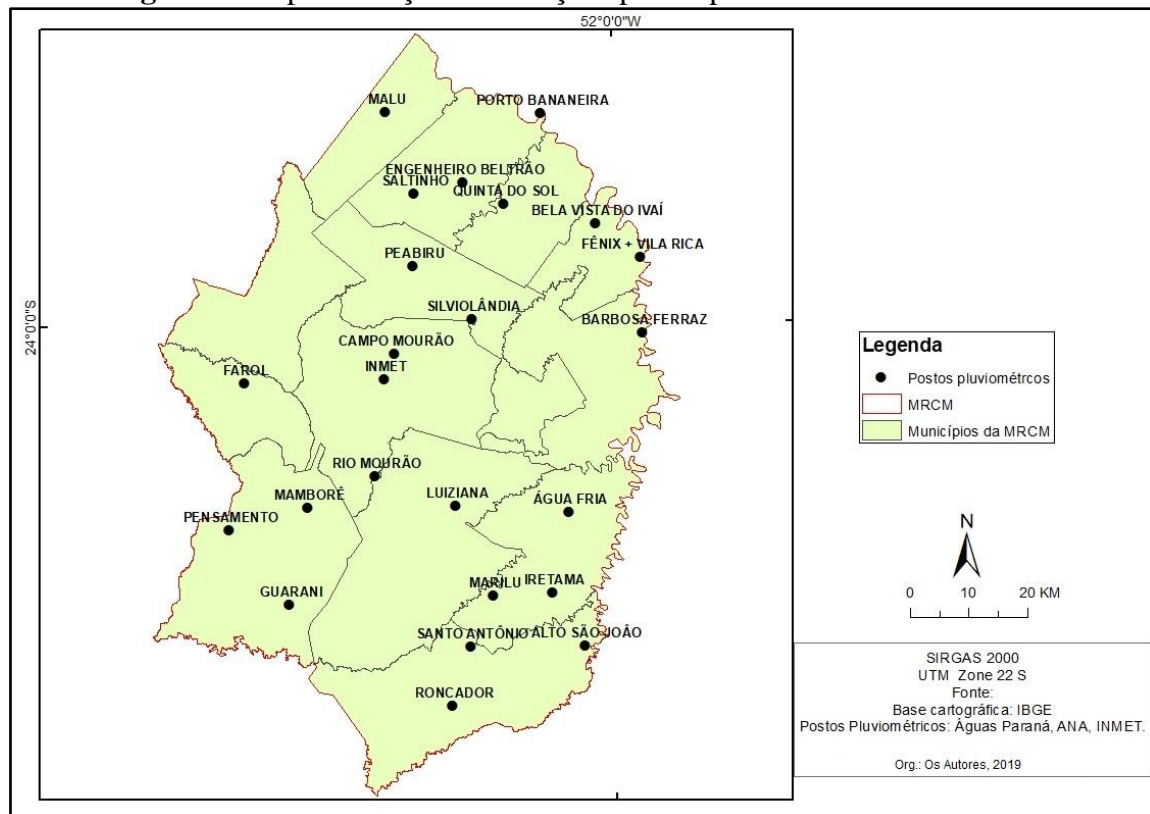 52°0'0"W
MALU
PORTO BANANEIRA
ENGENHEIRO BELTRÃO
SALTINHO
QUINTA DO SOL
BELA VISTA DO IVAÍ
FÊNIX + VILA RICA
PEABIRU
SILVIOLÂNDIA
BARBOSA FERRAZ
24°0'0"S
CAMPO MOURÃO
INMET
FAROL
RIO MOURÃO
MAMBORÊ
LUIZIANA
ÁGUA FRIA
PENSAMENTO
GUARANI
MARILU
IRETAMA
SANTO ANTÔNIO
ALTO SÃO JOÂO
RONCADOR
Legenda
Postos pluviométrcos
MRCM
Municípios da MRCM
N
0 10 20 KM
SIRGAS 2000
UTM Zone 22 S
Fonte:
Base cartográfica: IBGE
Postos Pluviométricos: Águas Paraná, ANA, INMET.
Org.: Os Autores, 2019